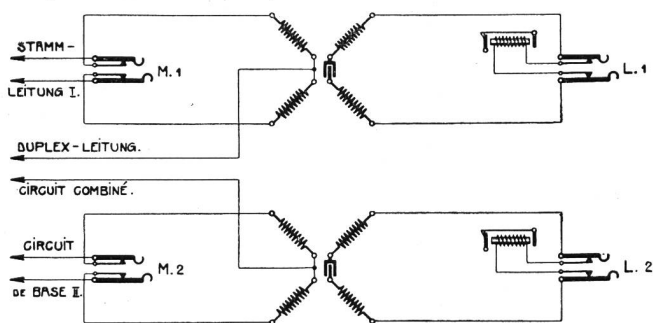 STAMM-
M.1
L.1
LEITUNG I.
DUPLEX-LEITUNG.
CIRCUIT COMBINÉ.
CIRCUIT
M.2
L.2
DE BASE II.